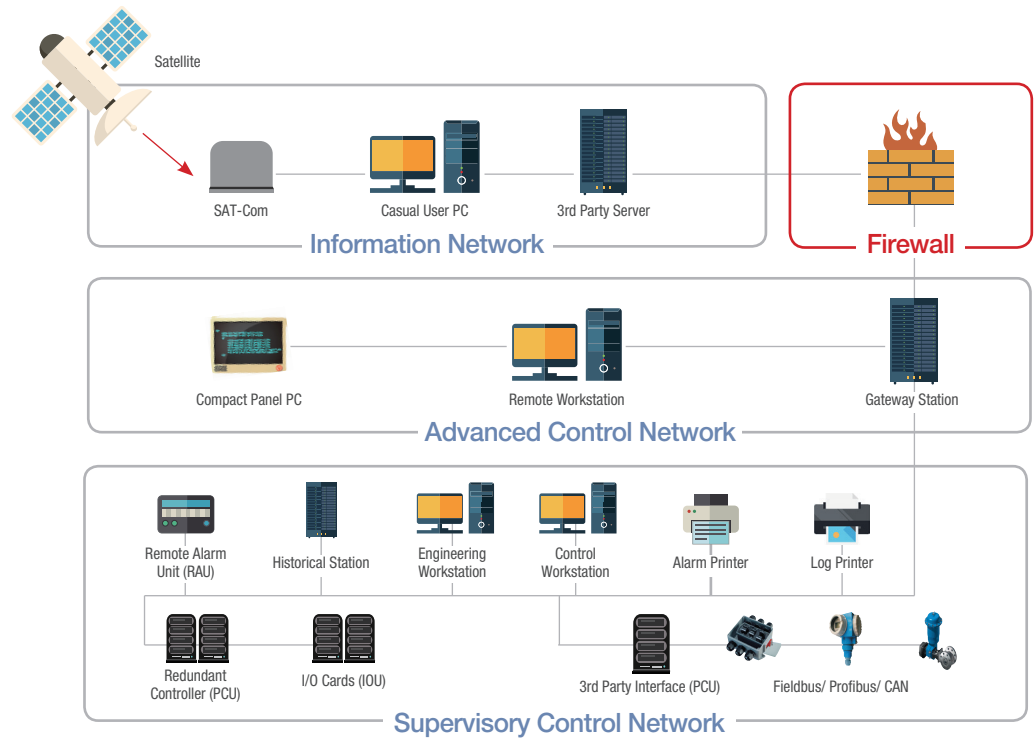 Satellite
SAT-Com
Casual User PC
3rd Party Server
Information Network
Firewall
Compact Panel PC
Remote Workstation
Gateway Station
Advanced Control Network
Remote Alarm
Unit (RAU)
Historical Station
Engineering
Workstation
Control
Workstation
Alarm Printer
Log Printer
Redundant
Controller (PCU)
I/O Cards (IOU)
3rd Party Interface (PCU)
Fieldbus/ Profibus/ CAN
Supervisory Control Network